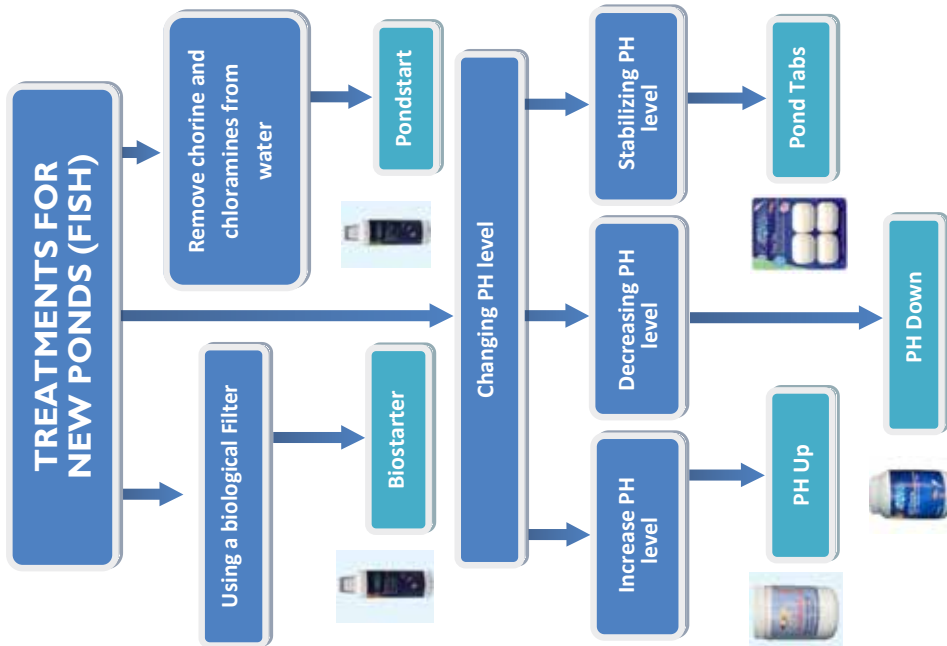 TREATMENTS FOR
NEW PONDS (FISH)
Using a biological Filter
Remove chorine and
chloramines from
water
Biostarter
Pondstart
Changing PH level
Increase PH
level
Decreasing PH
level
Stabilizing PH
level
PH Up
Pond Tabs
PH Down